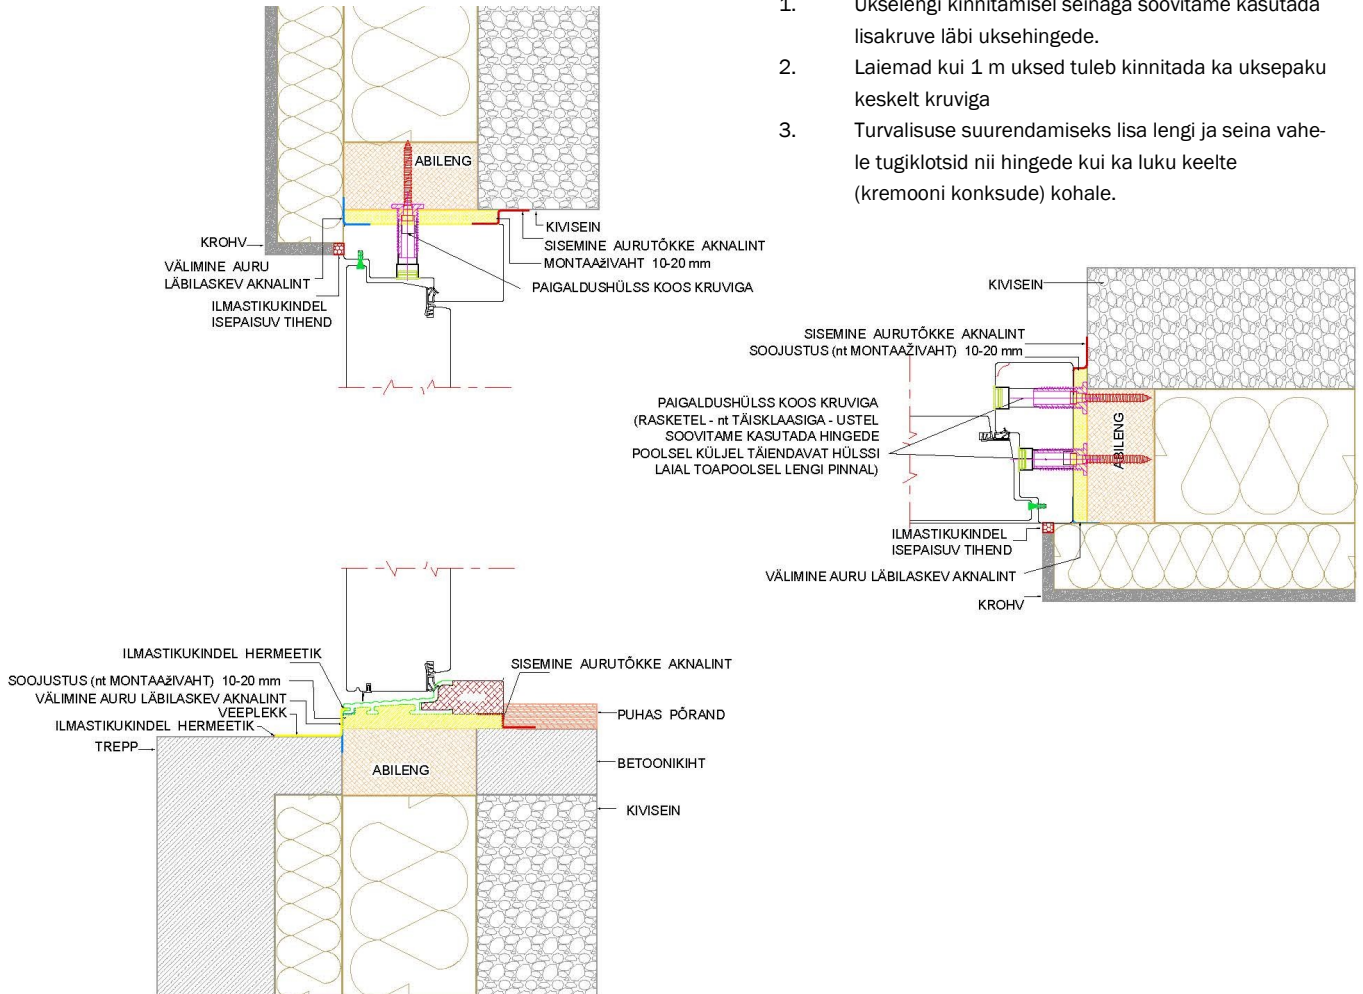 1. Ukselengi kinnitamisel seinaga soovitame kasutada
lisakruve läbi uksehingede.
2. Laiemad kui 1 m uksed tuleb kinnitada ka uksepaku
keskelt kruviga
3. Turvalisuse suurendamiseks lisa lengi ja seina vahe-
le tugiklotsid nii hingede kui ka luku keelte
(kremooni konksude) kohale.
ABILENG
KIVISEIN
SISEMINE AURUTÕKKE AKNALINT
MONTAAžIVAHT 10-20 mm
PAIGALDUSHÜLSS KOOS KRUVIGA
KROHV
VÄLIMINE AURU
LÄBILASKEV AKNALINT
ILMASTIKUKINDEL
ISEPAISUV TIHEND
KIVISEIN
SISEMINE AURUTÕKKE AKNALINT
SOOJUSTUS (nt MONTAAŽIVAHT) 10-20 mm
PAIGALDUSHÜLSS KOOS KRUVIGA
(RASKETEL - nt TÄISKLAASIGA - USTEL
SOOVITAME KASUTADA HINGEDE
POOLSEL KÜLJEL TÄIENDAVAT HÜLSSI
LAIAL TOAPOOLSEL LENGI PINNAL)
ABILENG
ILMASTIKUKINDEL
ISEPAISUV TIHEND
VÄLIMINE AURU LÄBILASKEV AKNALINT
KROHV
ILMASTIKUKINDEL HERMEETIK
SOOJUSTUS (nt MONTAAžIVAHT) 10-20 mm
VÄLIMINE AURU LÄBILASKEV AKNALINT
VEEPLEKK
ILMASTIKUKINDEL HERMEETIK
TREPP
SISEMINE AURUTÕKKE AKNALINT
PUHAS PÕRAND
BETOONIKIHT
ABILENG
KIVISEIN